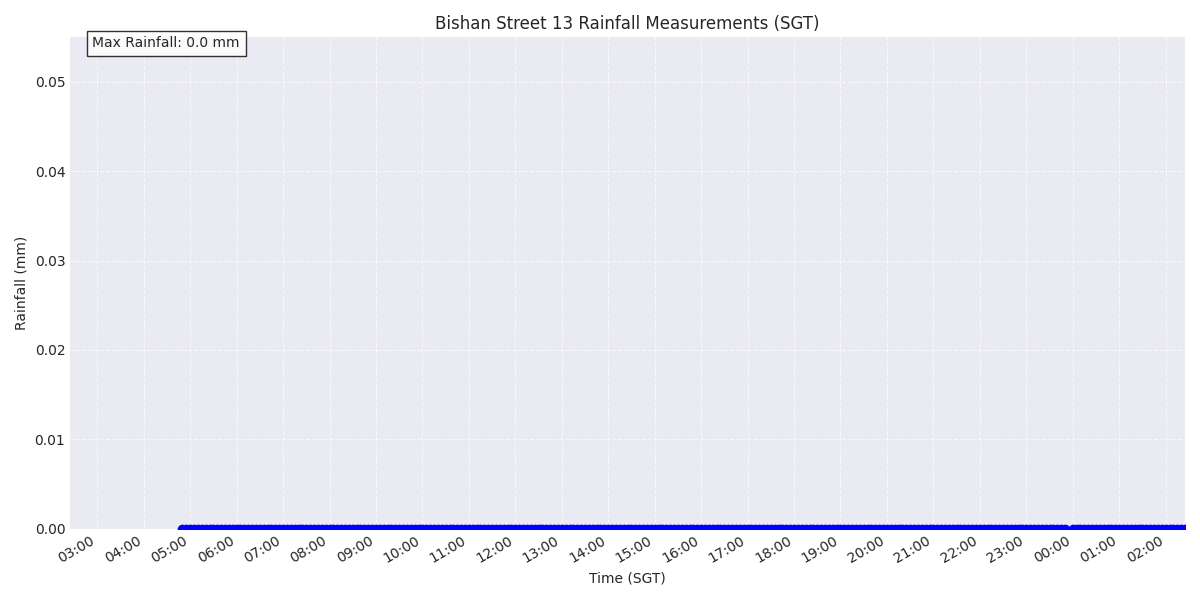 Bishan Street 13 Rainfall Measurements (SGT)
Max Rainfall: 0.0 mm
Rainfall (mm)
0.05
0.04
0.03
0.02
0.01
0.00
03:00 04:00 05:00 06:00 07:00 08:00 09:00 10:00 11:00 12:00 13:00 14:00 15:00 16:00 17:00 18:00 19:00 20:00 21:00 22:00 23:00 00:00 01:00 02:00
Time (SGT)